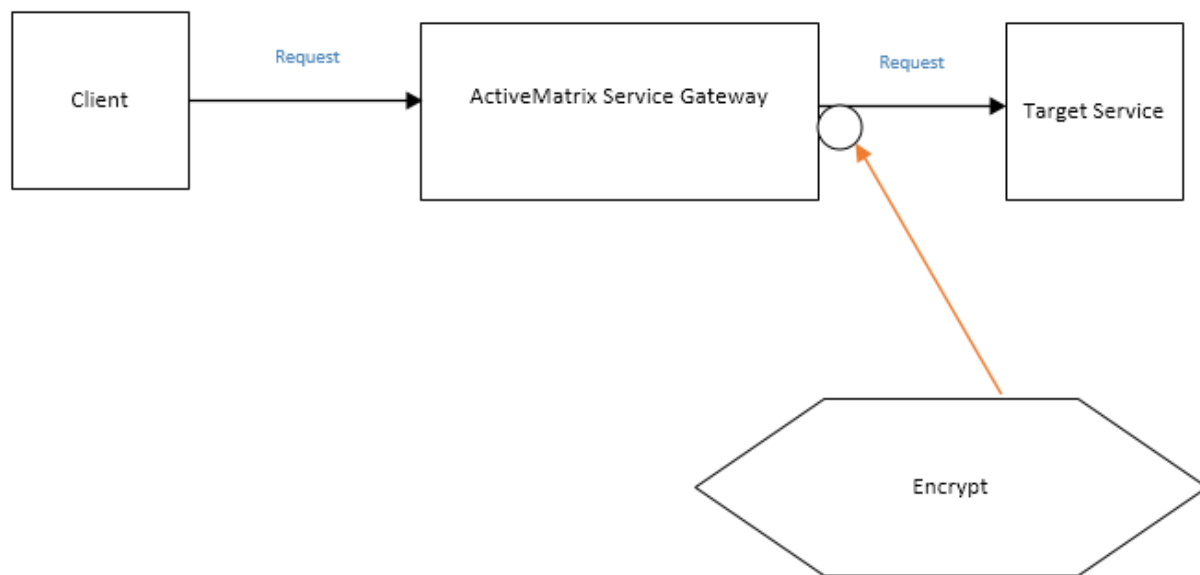 Request
Request
Client
ActiveMatrix Service Gateway
Target Service
Encrypt